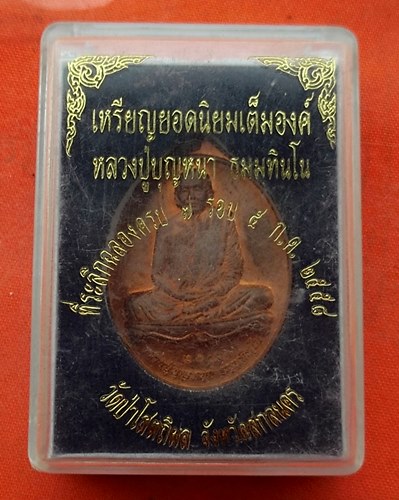 เหรียญยอดนิยมเต็มองค์
หลวงปู่บุญหนา ธมฺมทินฺโน
ที่ระลึกฉลองครบ ๗ รอบ ๕ ก.ค. ๒๕๕๘
วัดป่าโสตถิผล จังหวัดสกลนคร